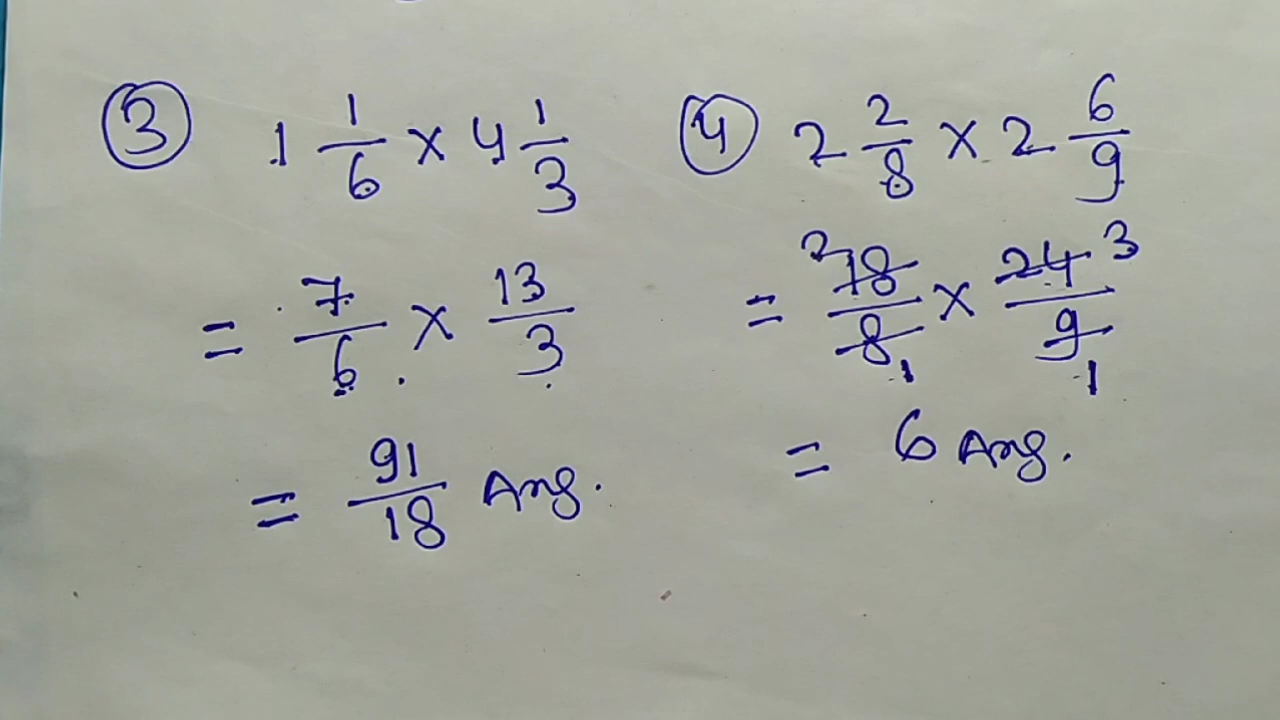 ③ 1 1/6 × 4 1/3
= 7/6 × 13/3
= 91/18 Ans.
④ 2 2/8 × 2 6/9
= 2 18/8 1 × 24 3/9 1
= 6 Ans.